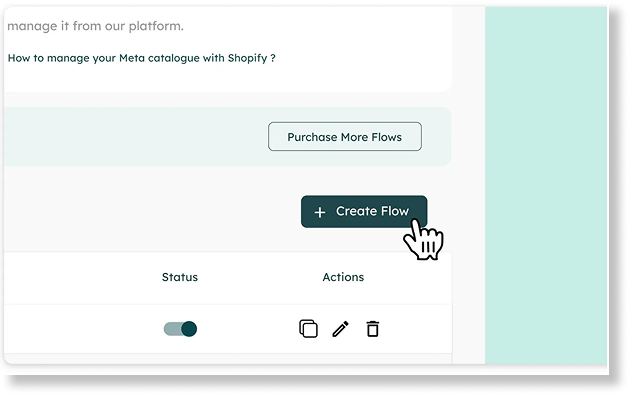 manage it from our platform.
How to manage your Meta catalogue with Shopify ?
Purchase More Flows
+ Create Flow
Status Actions